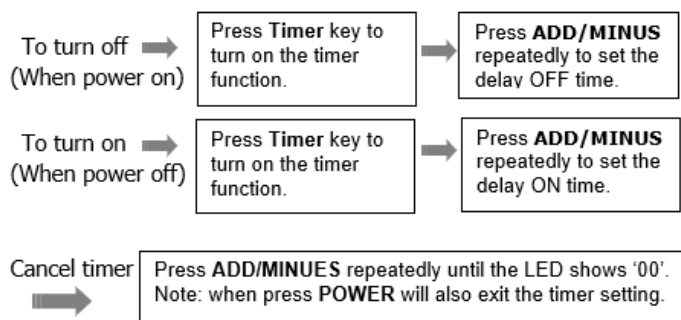 To turn off
(When power on)
Press Timer key to
turn on the timer
function.
Press ADD/MINUS
repeatedly to set the
delay OFF time.
To turn on
(When power off)
Press Timer key to
turn on the timer
function.
Press ADD/MINUS
repeatedly to set the
delay ON time.
Cancel timer
Press ADD/MINUES repeatedly until the LED shows ‘00’.
Note: when press POWER will also exit the timer setting.